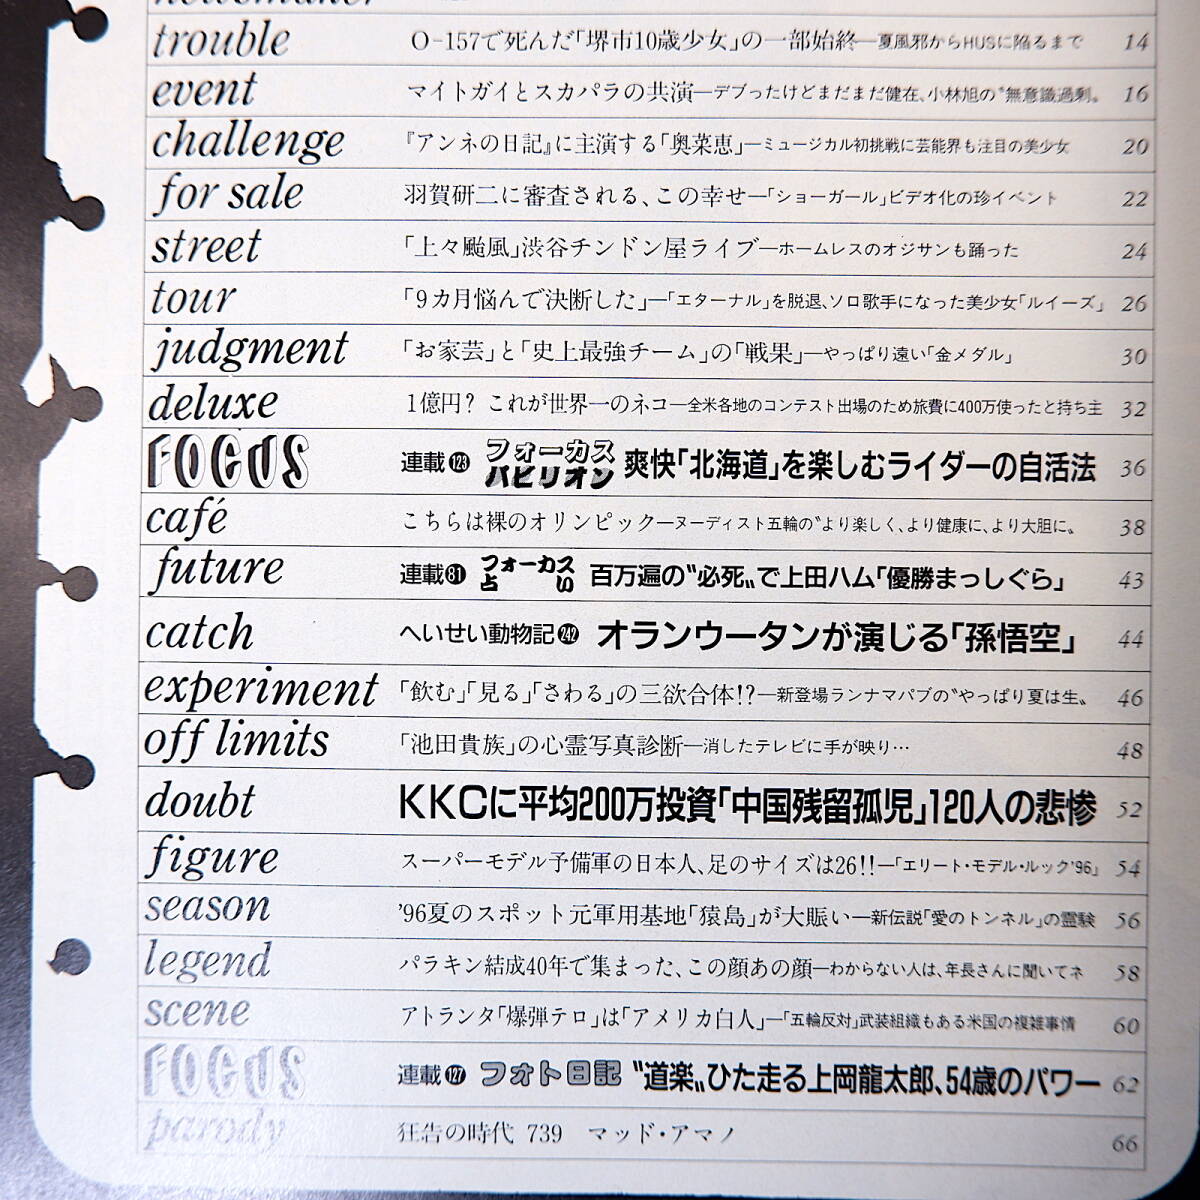 trouble O-157で死んだ「堺市10歳少女」の一部始終—夏風邪からHUSに陥るまで 14
event マイトガイとスカパラの共演—デブったけどまだまだ健在、小林旭の〝無意識過剰〟 16
challenge 『アンネの日記』に主演する「奥菜恵」—ミュージカル初挑戦に芸能界も注目の美少女 20
for sale 羽賀研二に審査される、この幸せ—「ショーガール」ビデオ化の珍イベント 22
street 「上々颱風」渋谷チンドン屋ライブ—ホームレスのオジサンも踊った 24
tour 「9カ月悩んで決断した」—「エターナル」を脱退、ソロ歌手になった美少女「ルイーズ」 26
judgment 「お家芸」と「史上最強チーム」の「戦果」—やっぱり遠い「金メダル」 30
deluxe 1億円? これが世界一のネコ—全米各地のコンテスト出場のため旅費に400万使ったと持ち主 32
FOCUS 連載123 フォーカスパビリオン 爽快「北海道」を楽しむライダーの自活法 36
café こちらは裸のオリンピック—ヌーディスト五輪の〝より楽しく、より健康に、より大胆に〟 38
future 連載81 フォーカス占い 百万遍の〝必死〟で上田ハム「優勝まっしぐら」 43
catch へいせい動物記242 オランウータンが演じる「孫悟空」 44
experiment 「飲む」「見る」「さわる」の三欲合体!?—新登場ランナマパブの〝やっぱり夏は生〟 46
off limits 「池田貴族」の心霊写真診断—消したテレビに手が映り… 48
doubt KKCに平均200万投資「中国残留孤児」120人の悲惨 52
figure スーパーモデル予備軍の日本人、足のサイズは26!!—「エリート・モデル・ルック'96」 54
season '96夏のスポット元軍用基地「猿島」が大賑い—新伝説「愛のトンネル」の霊験 56
legend パラキン結成40年で集まった、この顔あの顔—わからない人は、年長さんに聞いてネ 58
scene アトランタ「爆弾テロ」は「アメリカ白人」—「五輪反対」武装組織もある米国の複雑事情 60
FOCUS 連載127 フォト日記 〝道楽〟ひた走る上岡龍太郎、54歳のパワー 62
parody 狂告の時代 739 マッド・アマノ 66